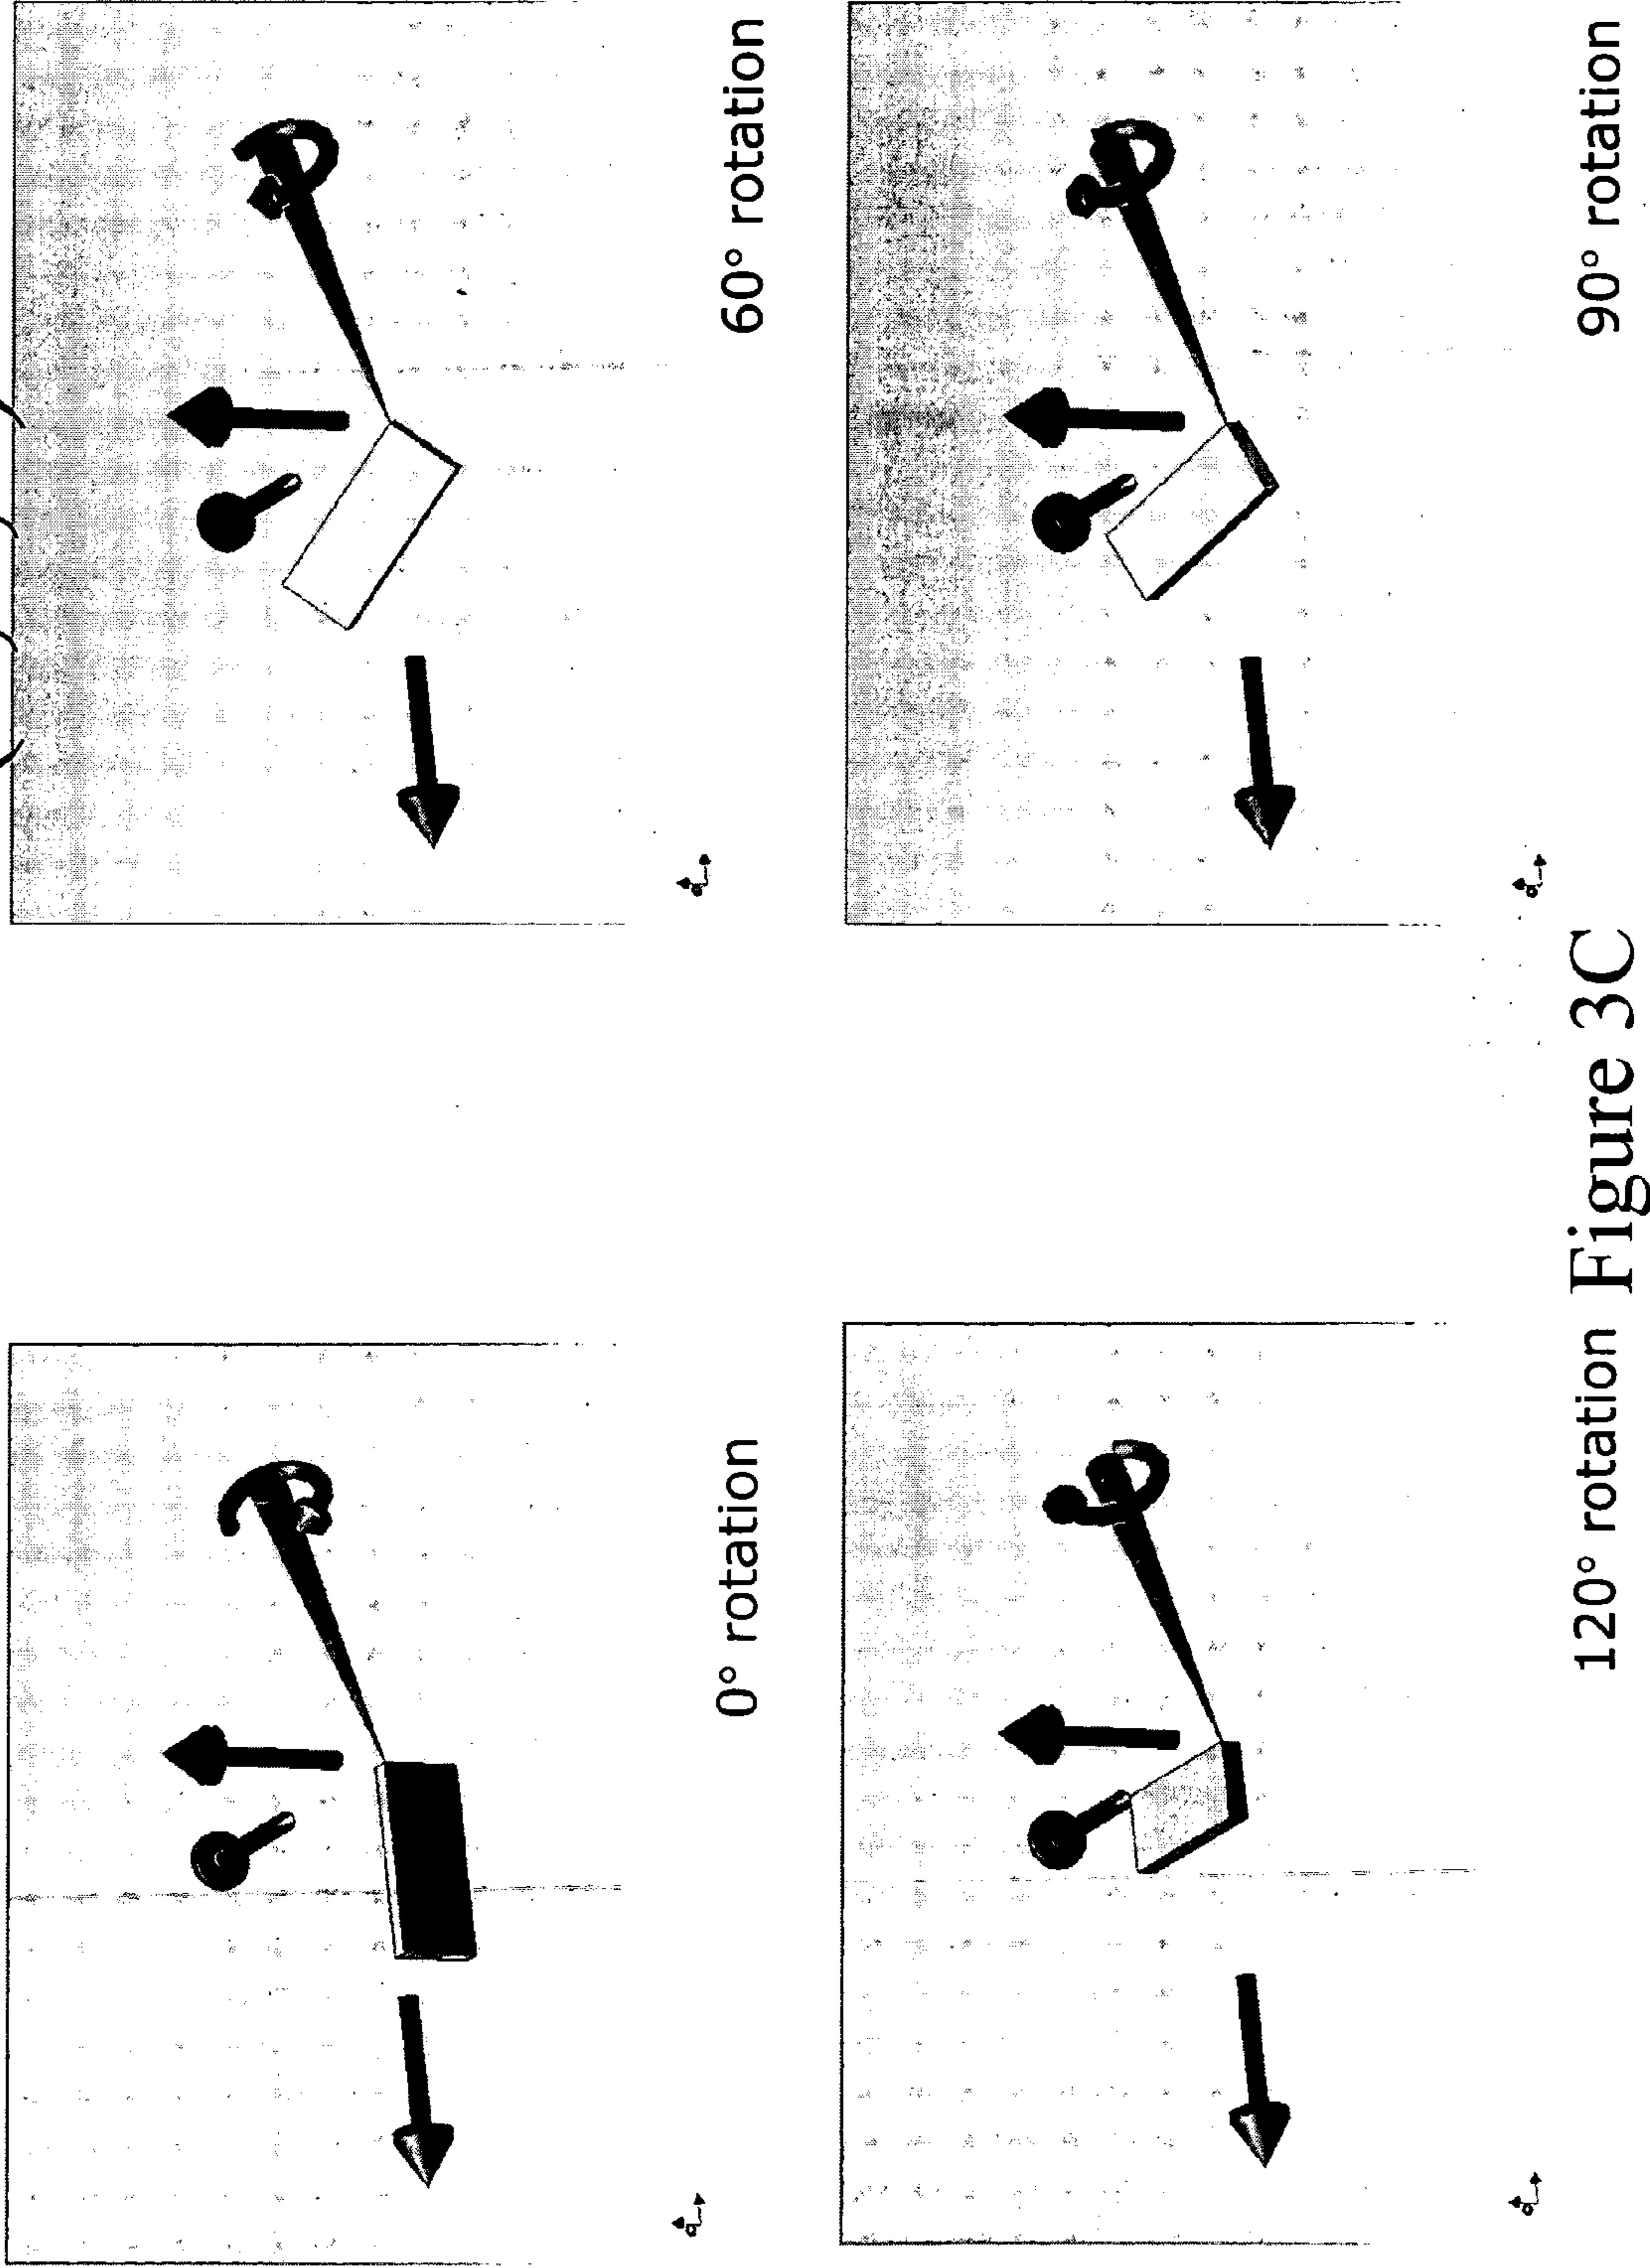 0° rotation
60° rotation
120° rotation
90° rotation
Figure 3C